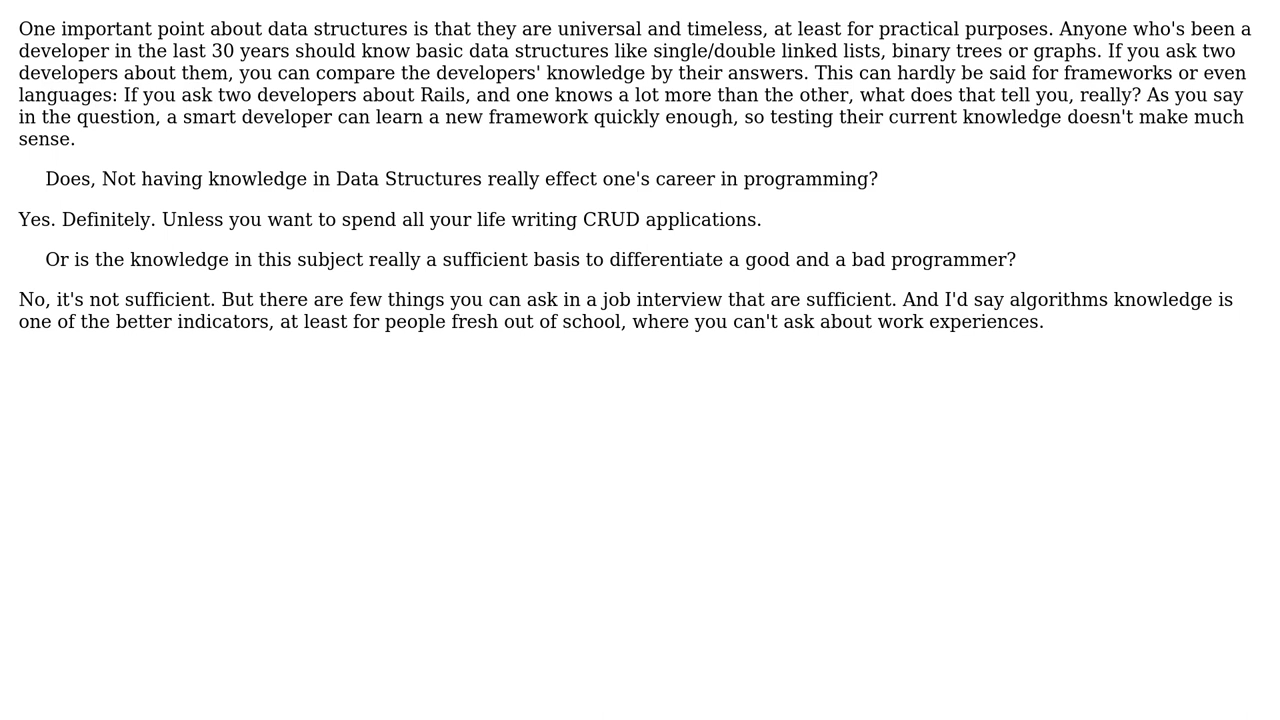 One important point about data structures is that they are universal and timeless, at least for practical purposes. Anyone who's been a
developer in the last 30 years should know basic data structures like single/double linked lists, binary trees or graphs. If you ask two
developers about them, you can compare the developers' knowledge by their answers. This can hardly be said for frameworks or even
languages: If you ask two developers about Rails, and one knows a lot more than the other, what does that tell you, really? As you say
in the question, a smart developer can learn a new framework quickly enough, so testing their current knowledge doesn't make much
sense.
Does, Not having knowledge in Data Structures really effect one's career in programming?
Yes. Definitely. Unless you want to spend all your life writing CRUD applications.
Or is the knowledge in this subject really a sufficient basis to differentiate a good and a bad programmer?
No, it's not sufficient. But there are few things you can ask in a job interview that are sufficient. And I'd say algorithms knowledge is
one of the better indicators, at least for people fresh out of school, where you can't ask about work experiences.